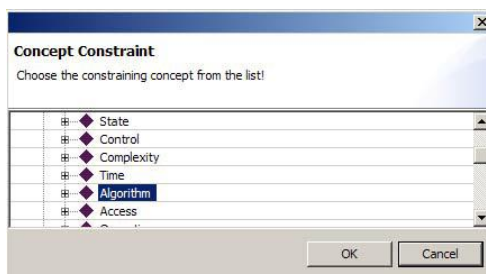 Concept Constraint
Choose the constraining concept from the list!
State
Control
Complexity
Time
Algorithm
Access
OK
Cancel